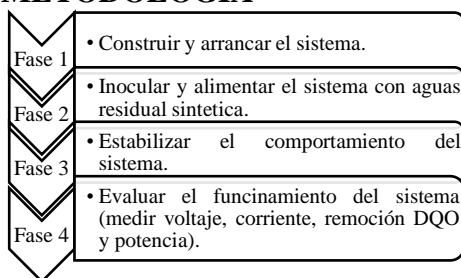 METODOLOGÍA
Fase 1
• Construir y arrancar el sistema.
Fase 2
• Inocular y alimentar el sistema con aguas
residual sintetica.
Fase 3
• Estabilizar el comportamiento del
sistema.
Fase 4
• Evaluar el funcinamiento del sistema
(medir voltaje, corriente, remoción DQO
y potencia).